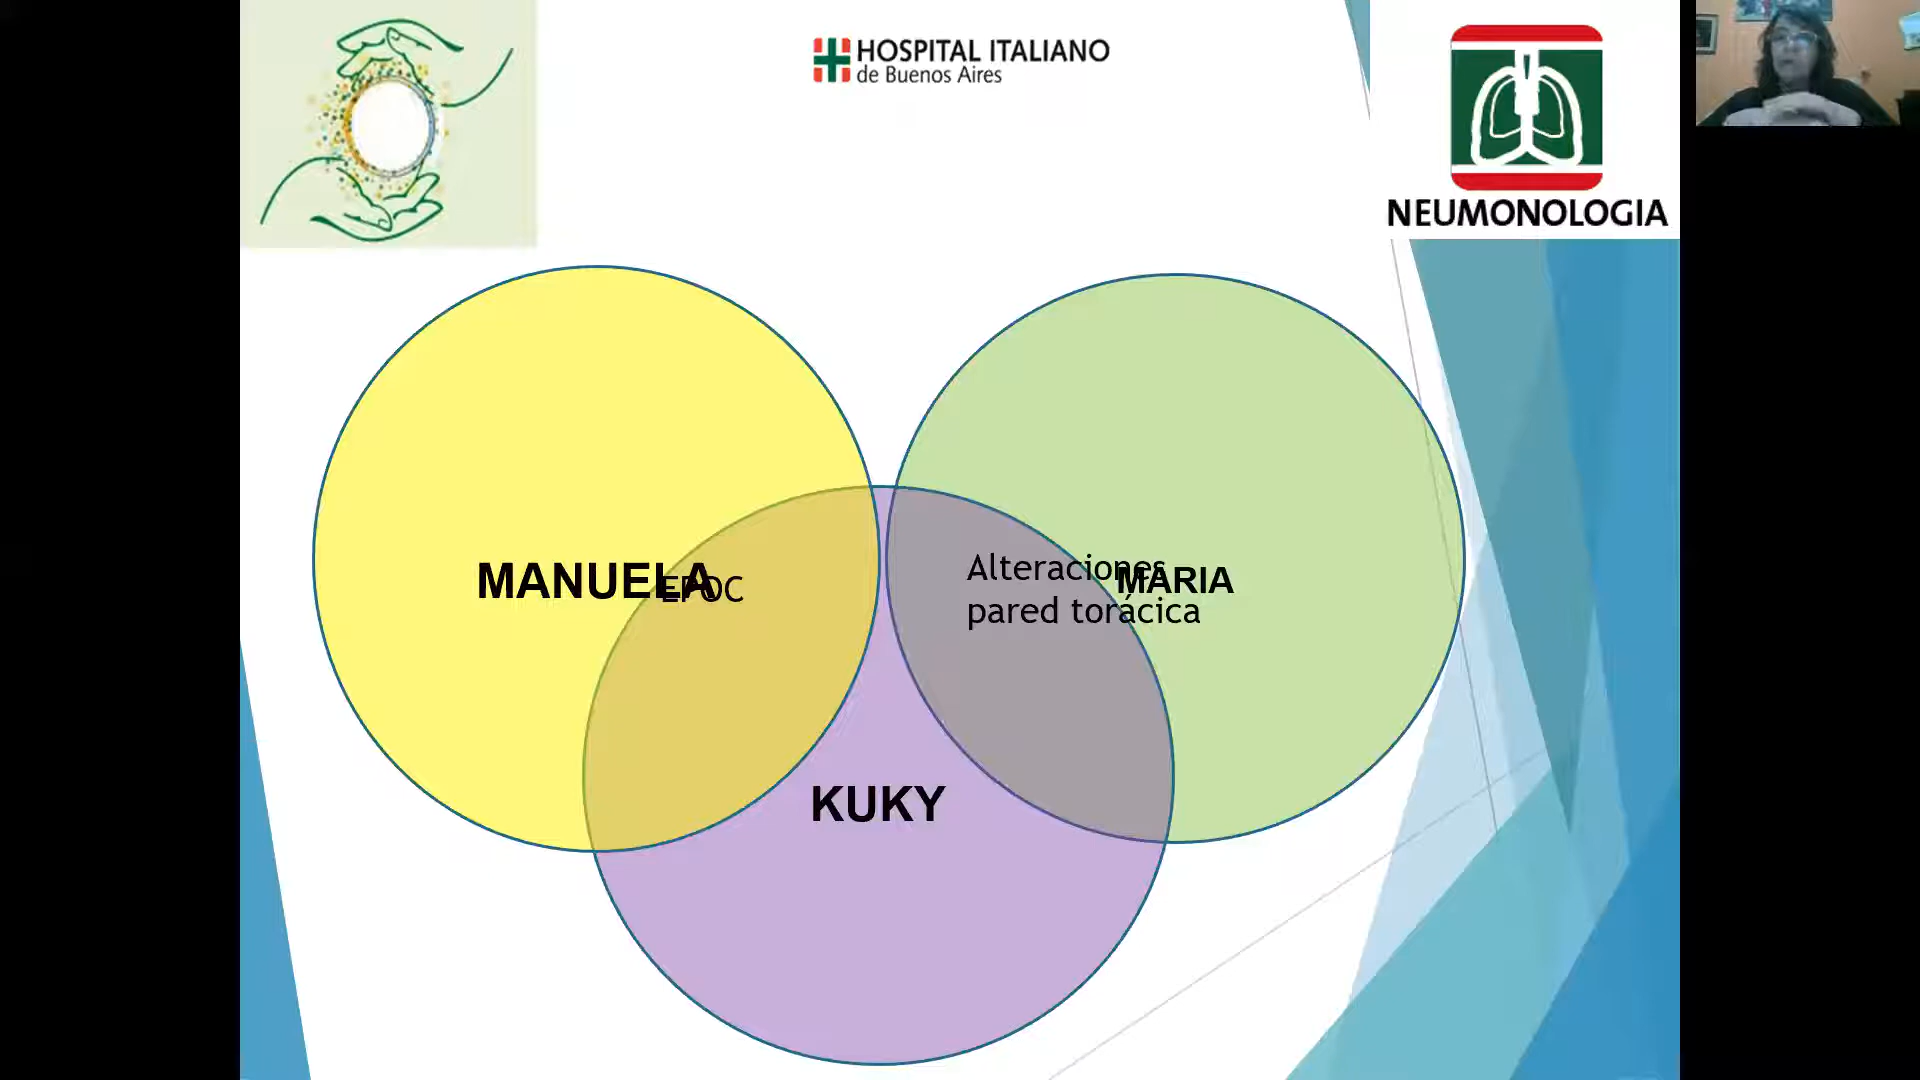 HOSPITAL ITALIANO
de Buenos Aires
NEUMONOLOGIA
MANUELA
EPOC
Alteraciones
pared torácica
MARIA
KUKY